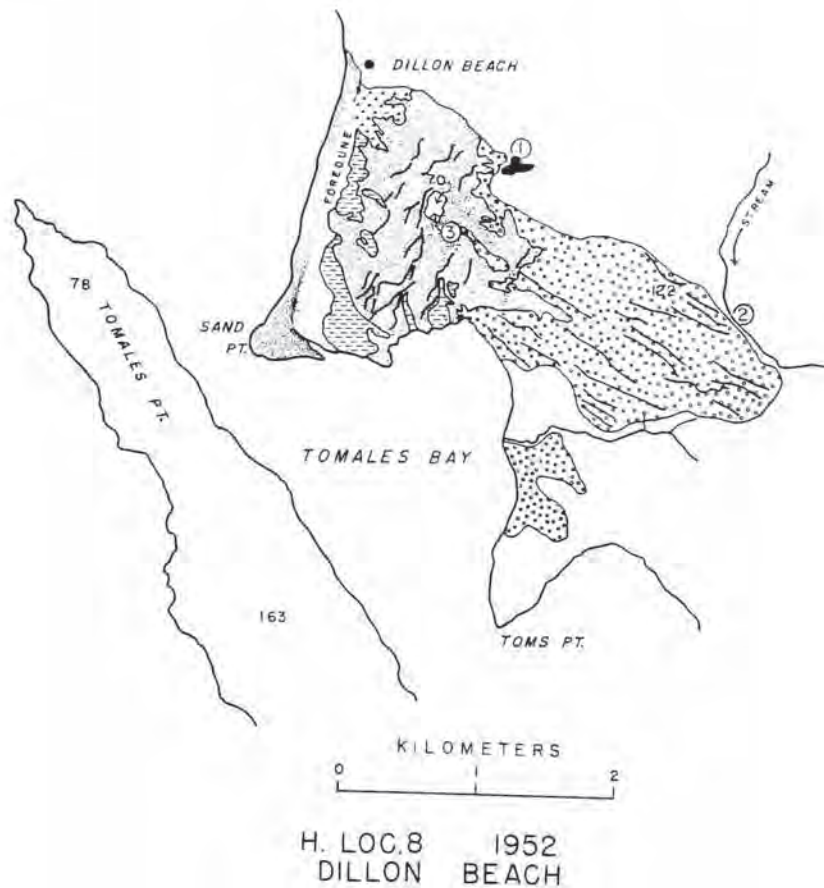 DILLON BEACH
1
FOREDUNE
70
STREAM
3
78
TOMALES PT.
122
2
SAND
PT.
TOMALES BAY
163
TOMS PT.
KILOMETERS
0 1 2
H. LOC.8 1952
DILLON BEACH